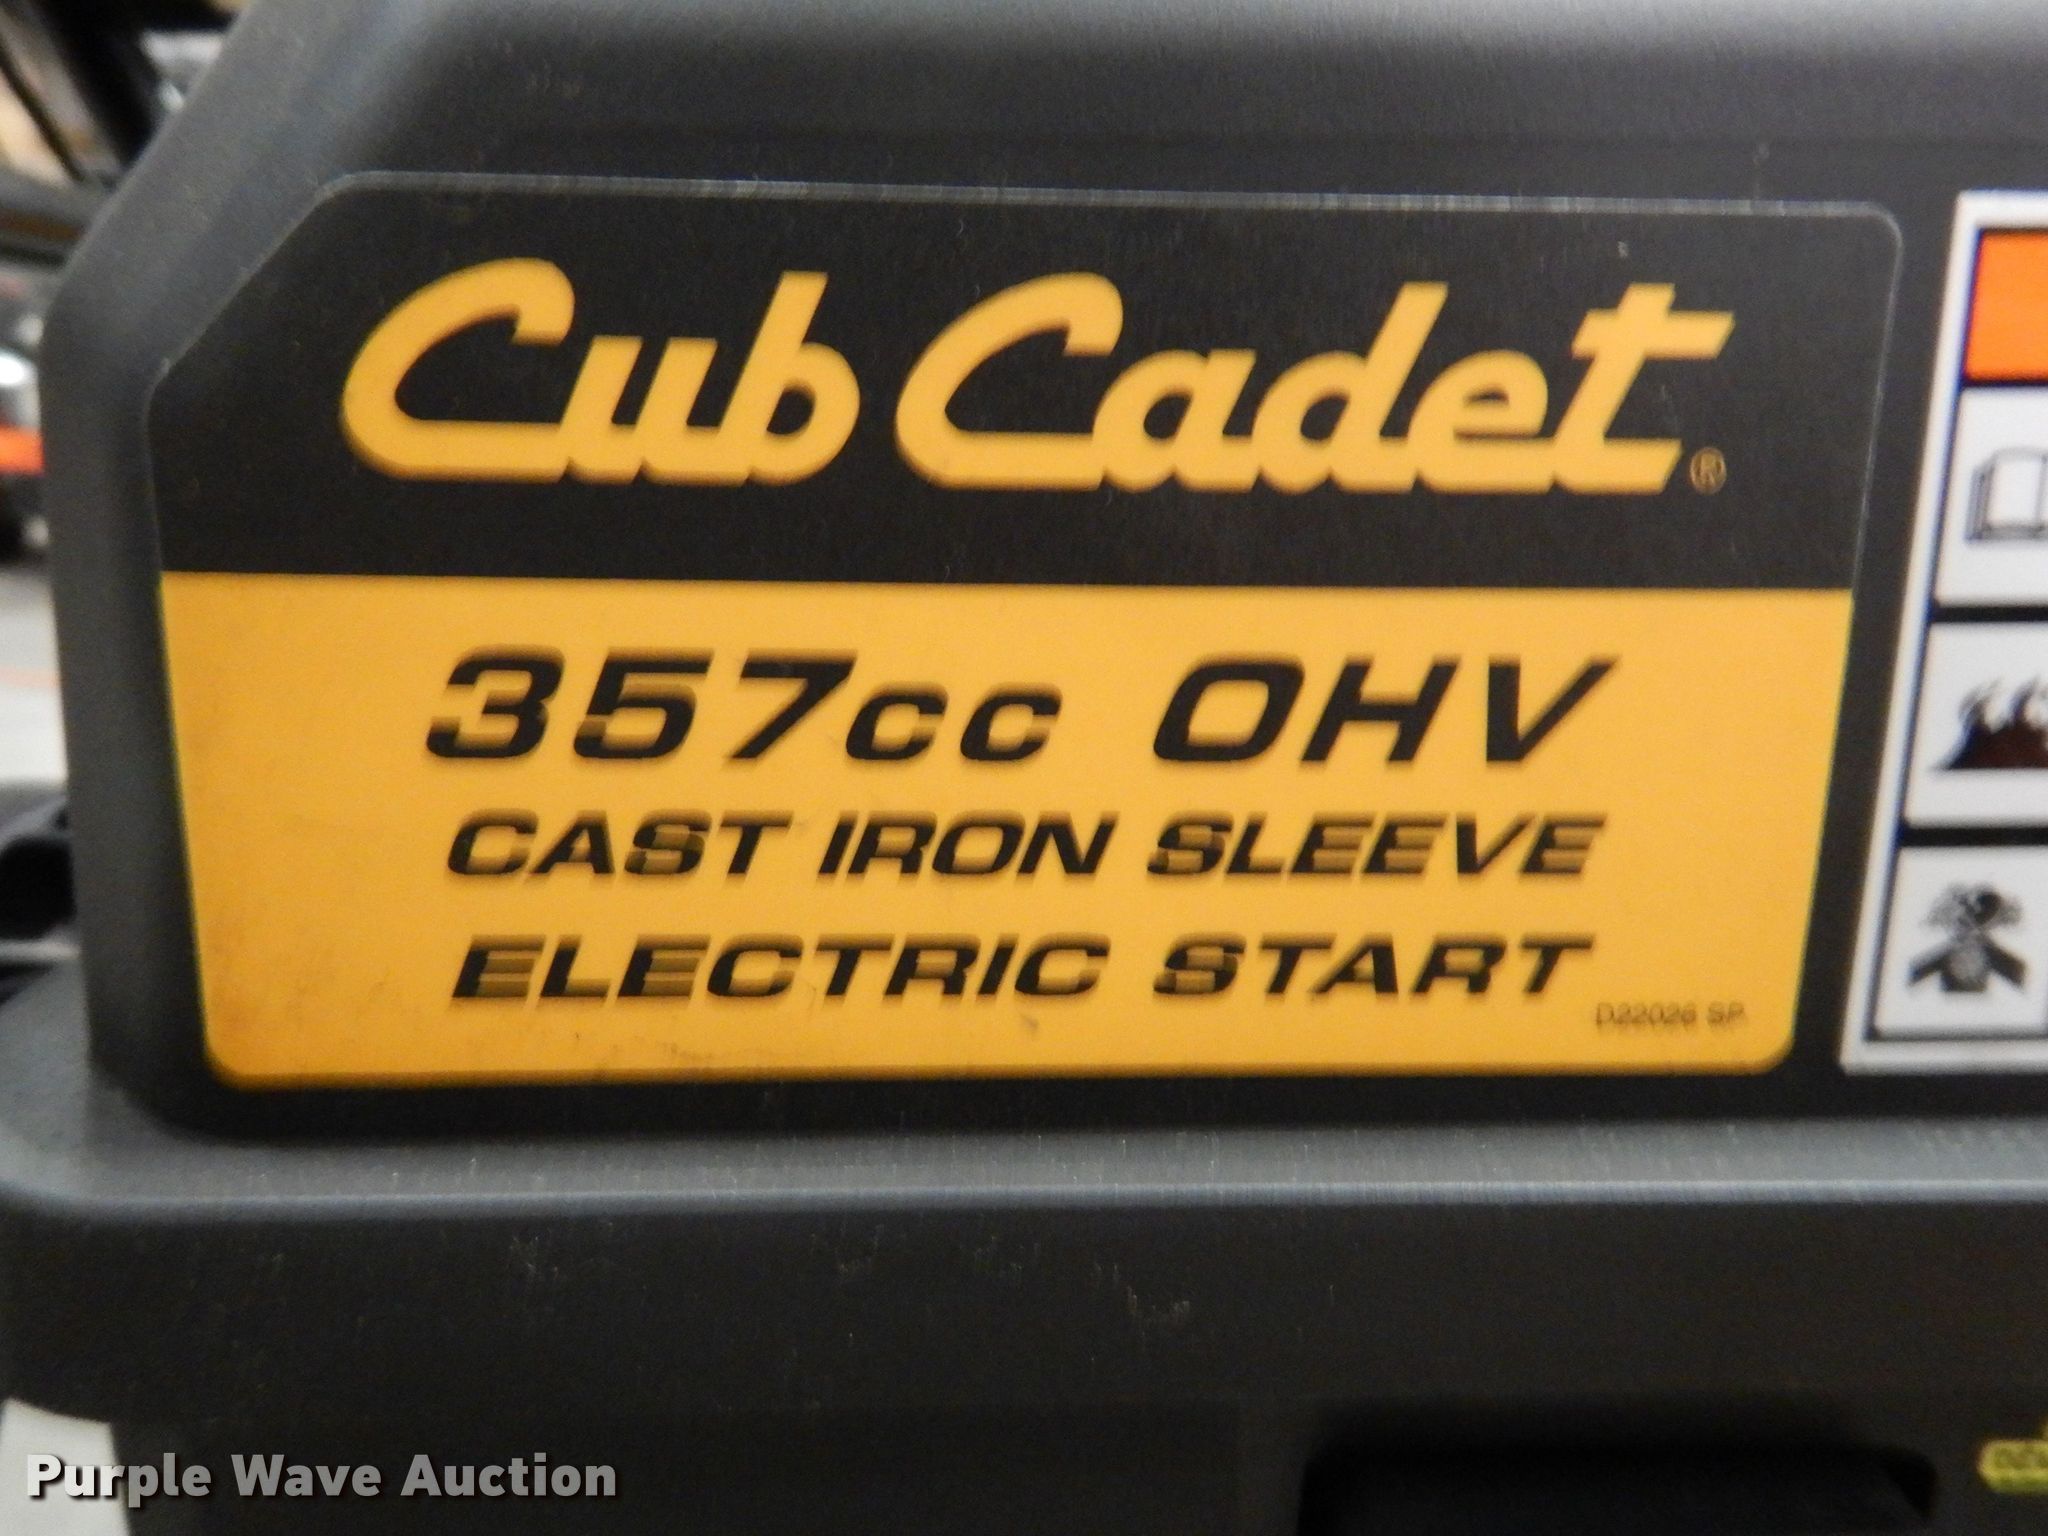 Cub Cadet®
357cc OHV
CAST IRON SLEEVE
ELECTRIC START
D22026 SP
Purple Wave Auction